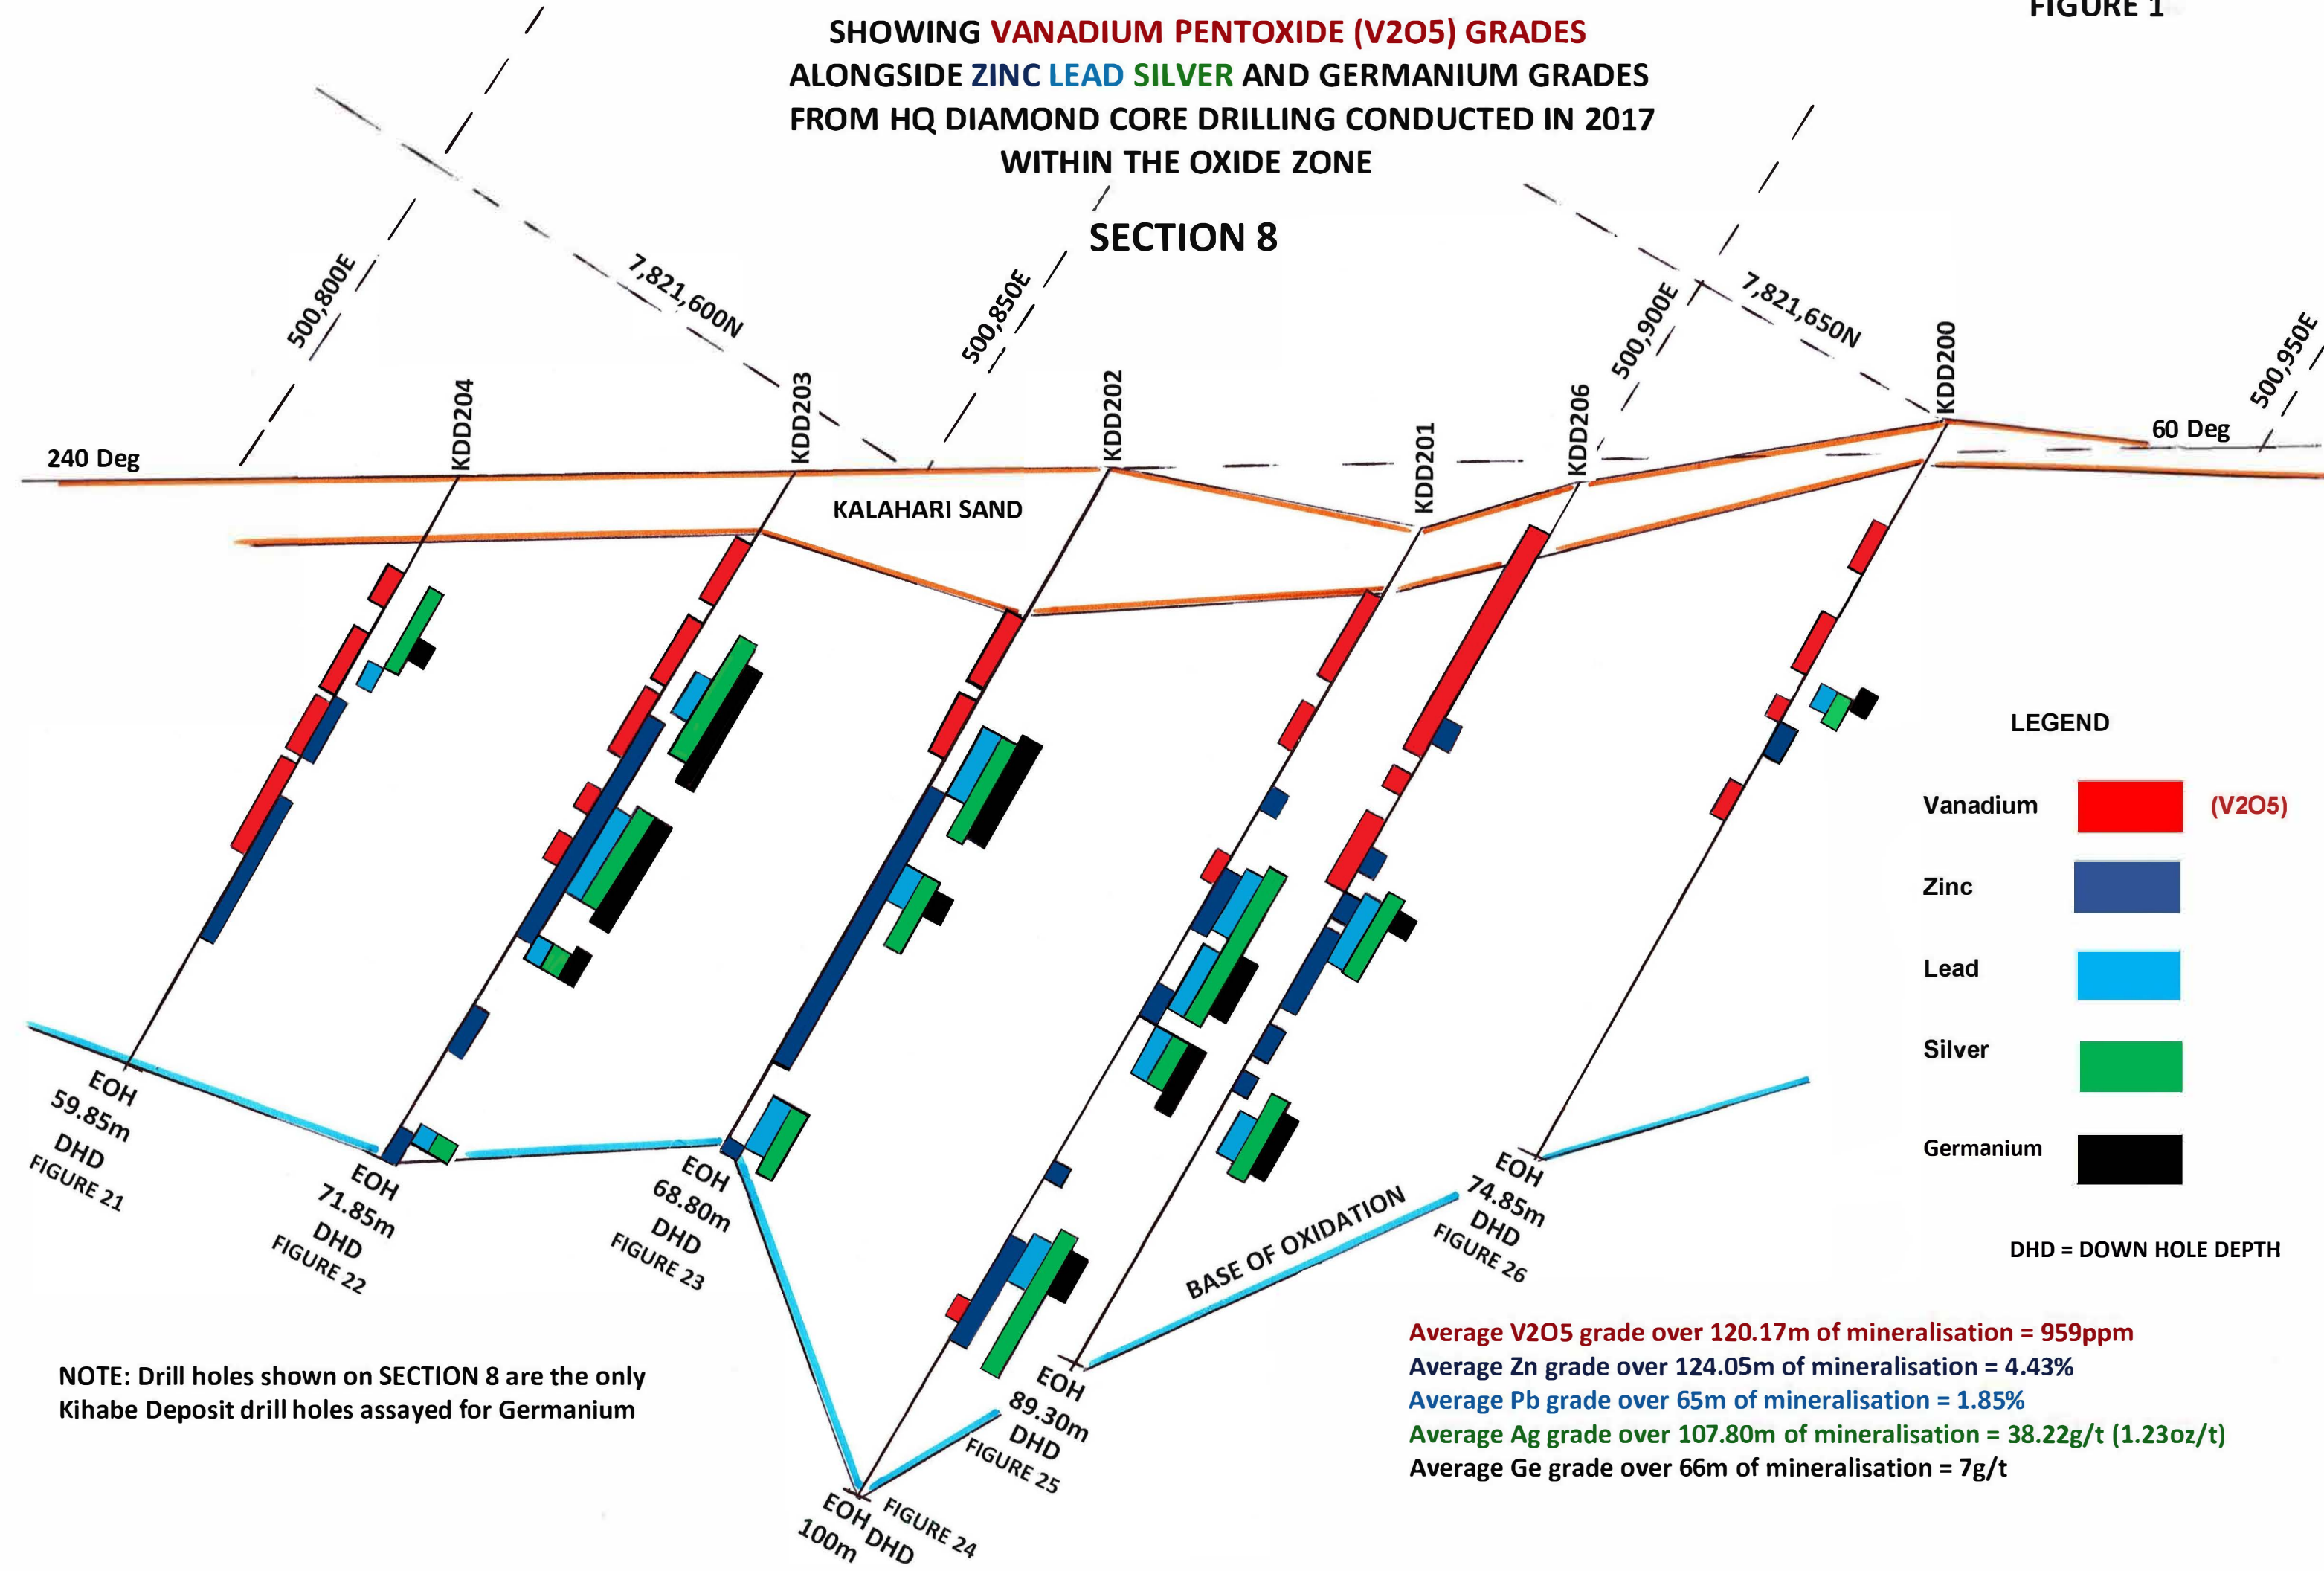 FIGURE 1
SHOWING VANADIUM PENTOXIDE (V2O5) GRADES
ALONGSIDE ZINC LEAD SILVER AND GERMANIUM GRADES
FROM HQ DIAMOND CORE DRILLING CONDUCTED IN 2017
WITHIN THE OXIDE ZONE
SECTION 8
500,800E
7,821,600N
500,850E
500,900E
7,821,650N
500,950E
KDD204
KDD203
KDD202
KDD201
KDD206
KDD200
240 Deg
60 Deg
KALAHARI SAND
LEGEND
Vanadium
(V2O5)
Zinc
Lead
Silver
Germanium
DHD = DOWN HOLE DEPTH
EOH
59.85m
DHD
FIGURE 21
EOH
71.85m
DHD
FIGURE 22
EOH
68.80m
DHD
FIGURE 23
EOH DHD
100m
FIGURE 24
EOH
89.30m
DHD
FIGURE 25
EOH
74.85m
DHD
FIGURE 26
BASE OF OXIDATION
NOTE: Drill holes shown on SECTION 8 are the only
Kihabe Deposit drill holes assayed for Germanium
Average V2O5 grade over 120.17m of mineralisation = 959ppm
Average Zn grade over 124.05m of mineralisation = 4.43%
Average Pb grade over 65m of mineralisation = 1.85%
Average Ag grade over 107.80m of mineralisation = 38.22g/t (1.23oz/t)
Average Ge grade over 66m of mineralisation = 7g/t